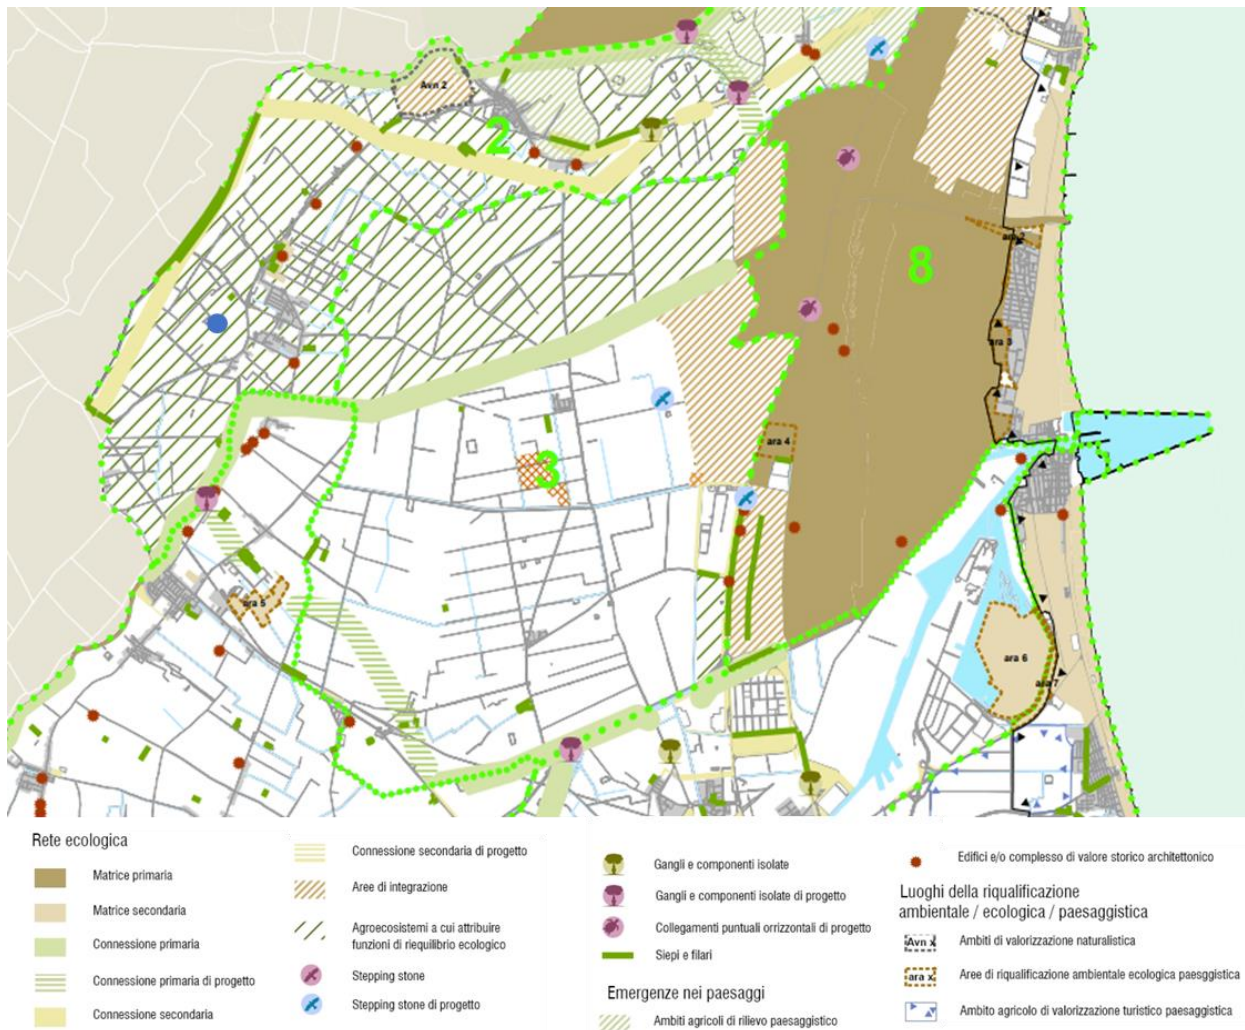 Avn 2
2
8
ara 2
ara 3
ara 4
3
ara 5
ara 6
ara 7
Rete ecologica
Matrice primaria
Matrice secondaria
Connessione primaria
Connessione primaria di progetto
Connessione secondaria
Connessione secondaria di progetto
Aree di integrazione
Agroecosistemi a cui attribuire
funzioni di riequilibrio ecologico
Stepping stone
Stepping stone di progetto
Gangli e componenti isolate
Gangli e componenti isolate di progetto
Collegamenti puntuali orrizontali di progetto
Siepi e filari
Emergenze nei paesaggi
Ambiti agricoli di rilievo paesaggistico
Edifici e/o complesso di valore storico architettonico
Luoghi della riqualificazione
ambientale / ecologica / paesaggistica
Avn x
Ambiti di valorizzazione naturalistica
ara x
Aree di riqualificazione ambientale ecologica paesggistica
Ambito agricolo di valorizzazione turistico paesaggistica